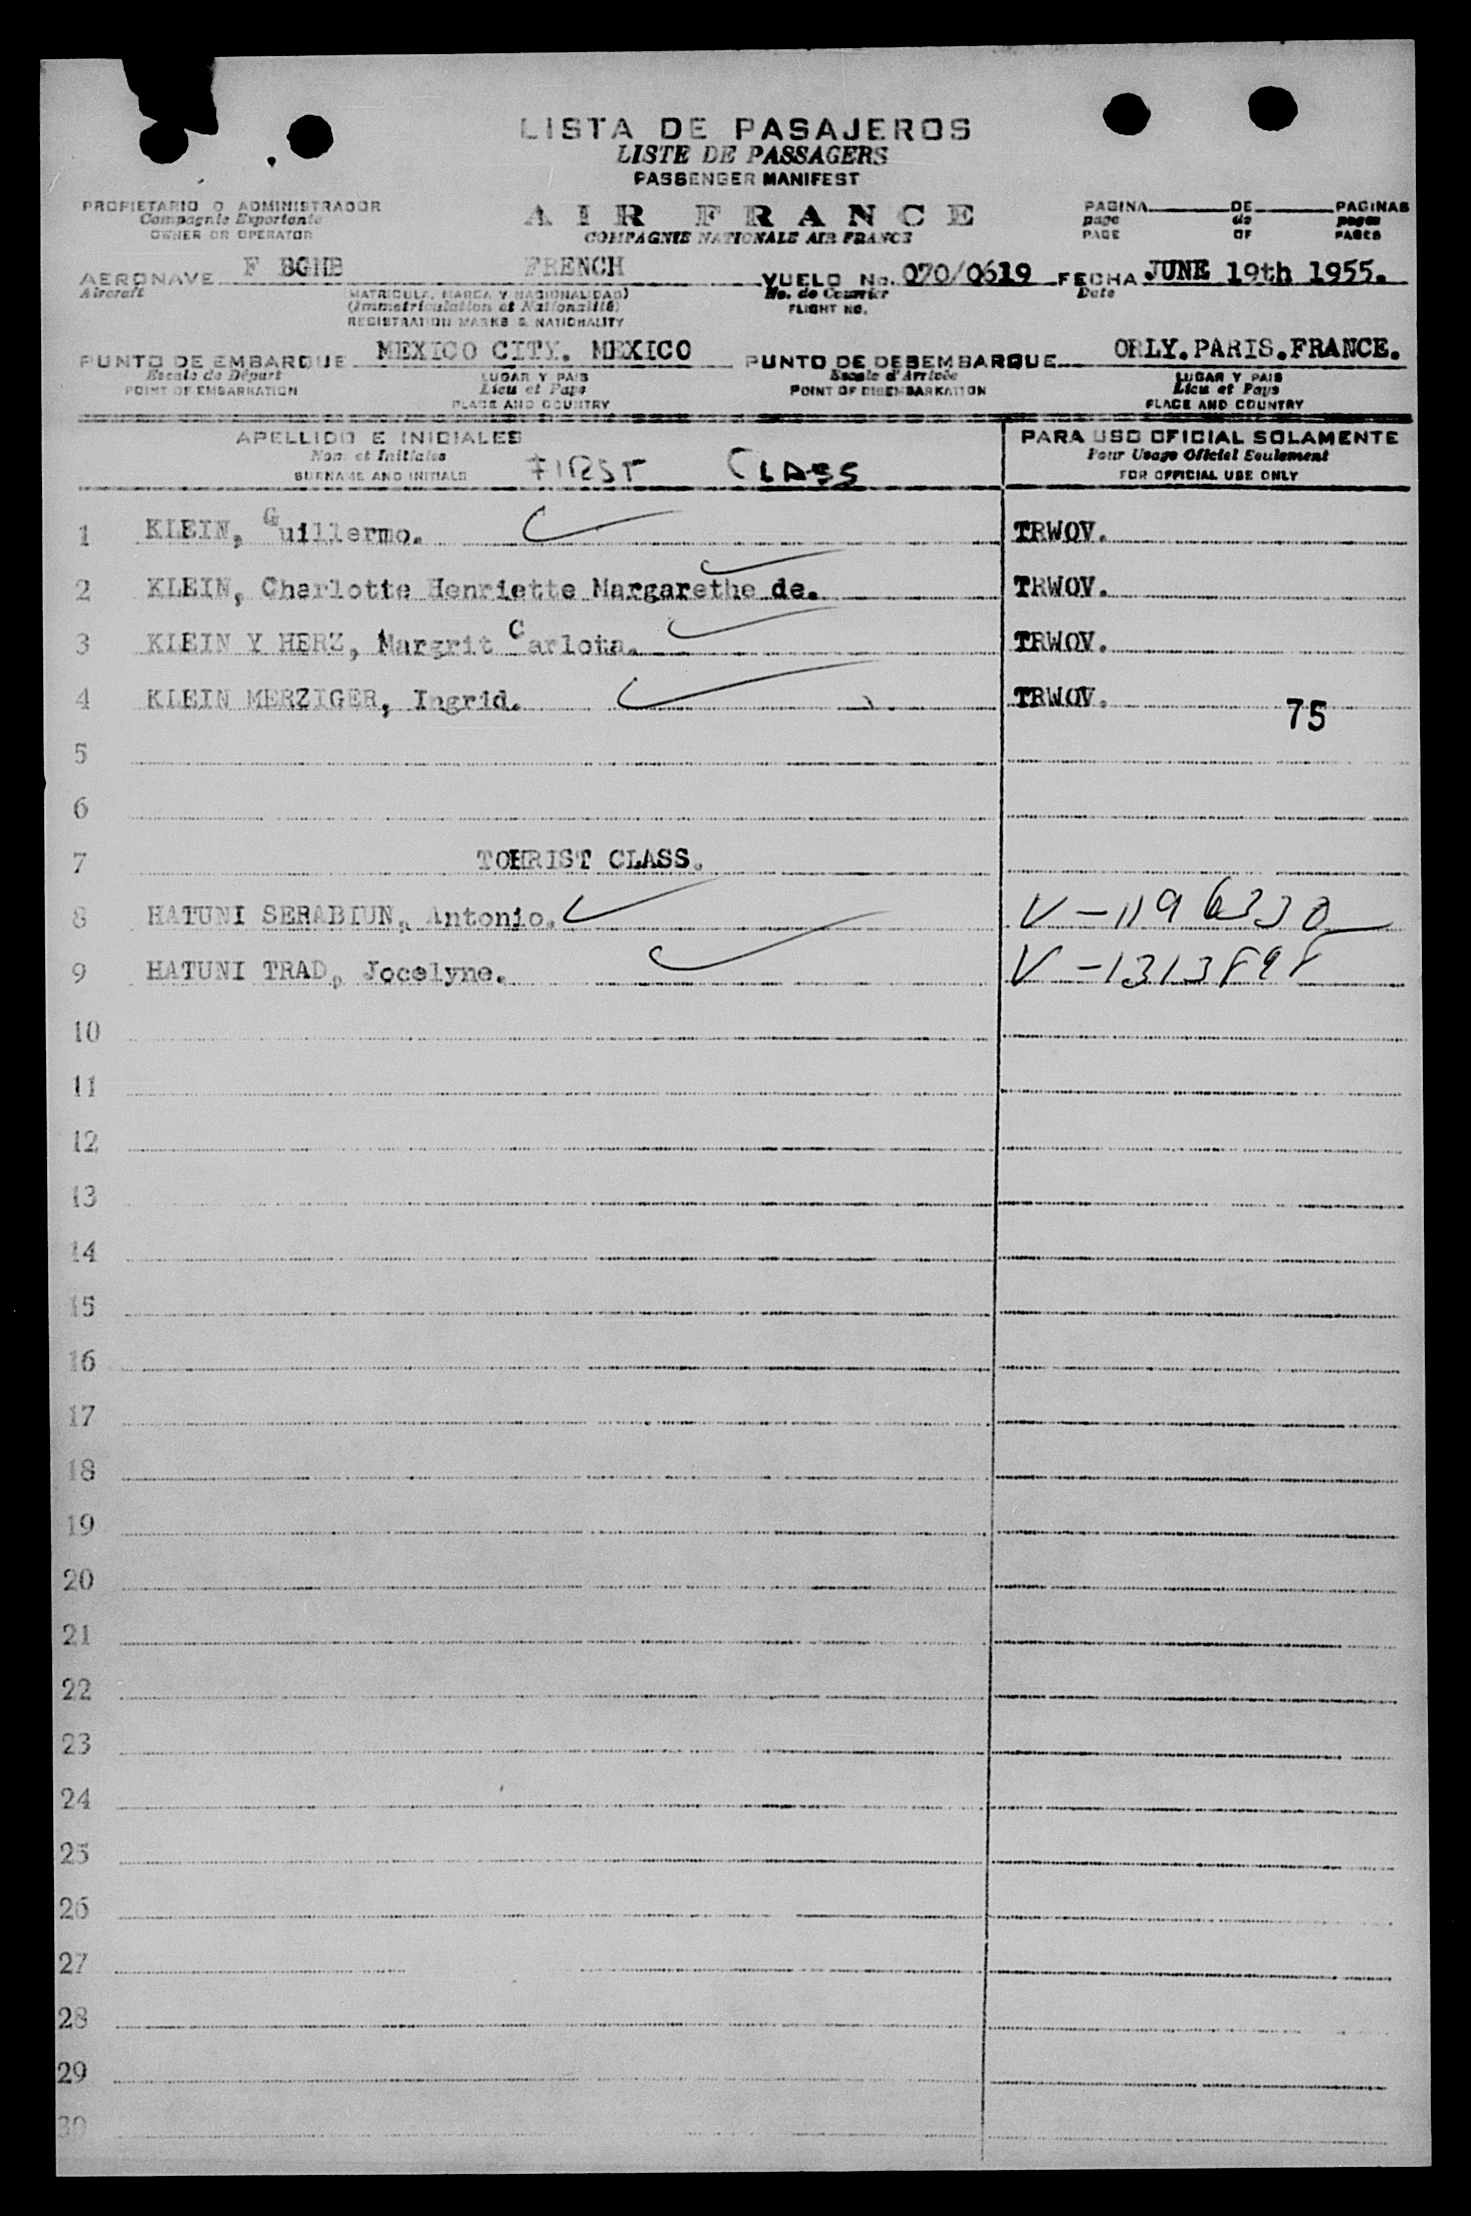 LISTA DE PASAJEROS
LISTE DE PASSAGERS
PASSENGER MANIFEST
PROPIETARIO O ADMINISTRADOR
Compagnie Exportante
OWNER OR OPERATOR
AIR FRANCE
COMPAGNIE NATIONALE AIR FRANCE
PAGINA DE PAGINAS
page de pages
PAGE OF PAGES
AERONAVE F BGHB FRENCH VUELO No. 070/0619 FECHA JUNE 19th 1955.
Aircraft (MATRICULA, MARCA Y NACIONALIDAD) No. de Courrier Date
(Immatriculation et Nationalité) FLIGHT NO.
REGISTRATION MARKS & NATIONALITY
PUNTO DE EMBARQUE MEXICO CITY. MEXICO PUNTO DE DESEMBARQUE ORLY.PARIS.FRANCE.
Escale de Départ LUGAR Y PAIS Escale d'Arrivée LUGAR Y PAIS
POINT OF EMBARKATION Lieu et Pays POINT OF DISEMBARKATION Lieu et Pays
PLACE AND COUNTRY PLACE AND COUNTRY
APELLIDO E INICIALES PARA USO OFICIAL SOLAMENTE
Nom et Initiales Pour Usage Officiel Seulement
SURNAME AND INITIALS FIRST CLASS FOR OFFICIAL USE ONLY
1 KLEIN, Guillermo. TRWOV.
2 KLEIN, Charlotte Henriette Margarethe de. TRWOV.
3 KLEIN Y HERZ, Margrit Carlota. TRWOV.
4 KLEIN MERZIGER, Ingrid. TRWOV.
75
5
6
7 TOURIST CLASS.
8 HATUNI SERABIUN, Antonio. V-1196330
9 HATUNI TRAD, Jocelyne. V-1313898
10
11
12
13
14
15
16
17
18
19
20
21
22
23
24
25
26
27
28
29
30